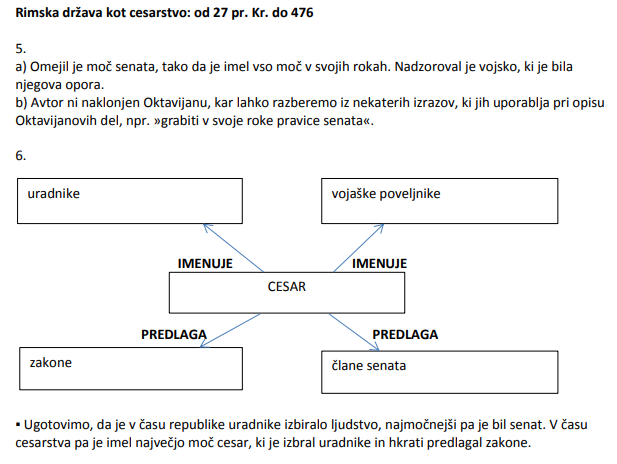 Rimska država kot cesarstvo: od 27 pr. Kr. do 476
5.
a) Omejil je moč senata, tako da je imel vso moč v svojih rokah. Nadzoroval je vojsko, ki je bila
njegova opora.
b) Avtor ni naklonjen Oktavijanu, kar lahko razberemo iz nekaterih izrazov, ki jih uporablja pri opisu
Oktavijanovih del, npr. »grabiti v svoje roke pravice senata«.
6.
uradnike
vojaške poveljnike
IMENUJE
IMENUJE
CESAR
PREDLAGA
PREDLAGA
zakone
člane senata
▪ Ugotovimo, da je v času republike uradnike izbiralo ljudstvo, najmočnejši pa je bil senat. V času
cesarstva pa je imel največjo moč cesar, ki je izbral uradnike in hkrati predlagal zakone.